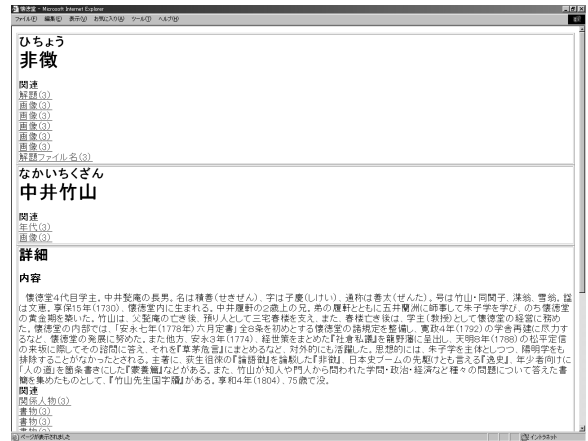 懐徳堂 - Microsoft Internet Explorer
ファイル(F) 編集(E) 表示(V) お気に入り(A) ツール(T) ヘルプ(H)
ひちょう
非徴
関連
解題(3)
画像(3)
画像(3)
画像(3)
画像(3)
画像(3)
解題ファイル名(3)
なかいちくざん
中井竹山
関連
年代(3)
画像(3)
詳細
内容
懐徳堂4代目学主。中井甃庵の長男。名は積善(せきぜん)、字は子慶(しけい)、通称は善太(ぜんた)。号は竹山・同関子、渫翁、雪翁。諡
は文恵。享保15年(1730)、懐徳堂内に生まれる。中井履軒の2歳上の兄。弟の履軒とともに五井蘭洲に師事して朱子学を学び、のち懐徳堂
の黄金期を築いた。竹山は、父甃庵の亡き後、預り人として三宅春楼を支え、また、春楼亡き後は、学主(教授)として懐徳堂の経営に務め
た。懐徳堂の内部では、「安永七年(1778年)六月定書」全8条を初めとする懐徳堂の諸規定を整備し、寛政4年(1792)の学舎再建に尽力す
るなど、懐徳堂の発展に努めた。また他方、安永3年(1774)、経世策をまとめた『社倉私議』を龍野藩に呈出し、天明8年(1788)の松平定信
の来坂に際してその諮問に答え、それを『草茅危言』にまとめるなど、対外的にも活躍した。思想的には、朱子学を主体としつつ、陽明学をも
排除することがなかったとされる。主著に、荻生徂徠の『論語徴』を論駁した『非徴』、日本史ブームの先駆けとも言える『逸史』、年少者向けに
「人の道」を箇条書きにした『蒙養篇』などがある。また、竹山が知人や門人から問われた学問・政治・経済など種々の問題について答えた書
簡を集めたものとして、『竹山先生国字牘』がある。享和4年(1804)、75歳で没。
関連
関係人物(3)
書物(3)
書物(3)
書物(3)
ページが表示されました
イントラネット